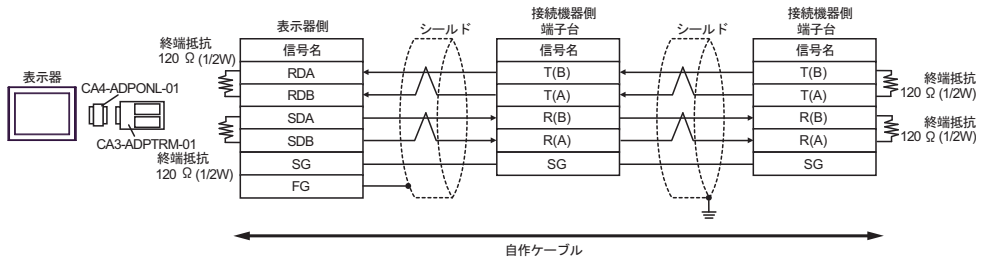 表示器
CA4-ADPONL-01
CA3-ADPTRM-01
終端抵抗
120 Ω (1/2W)
終端抵抗
120 Ω (1/2W)
表示器側
信号名
RDA
RDB
SDA
SDB
SG
FG
シールド
接続機器側
端子台
信号名
T(B)
T(A)
R(B)
R(A)
SG
シールド
接続機器側
端子台
信号名
T(B)
T(A)
R(B)
R(A)
SG
終端抵抗
120 Ω (1/2W)
終端抵抗
120 Ω (1/2W)
自作ケーブル